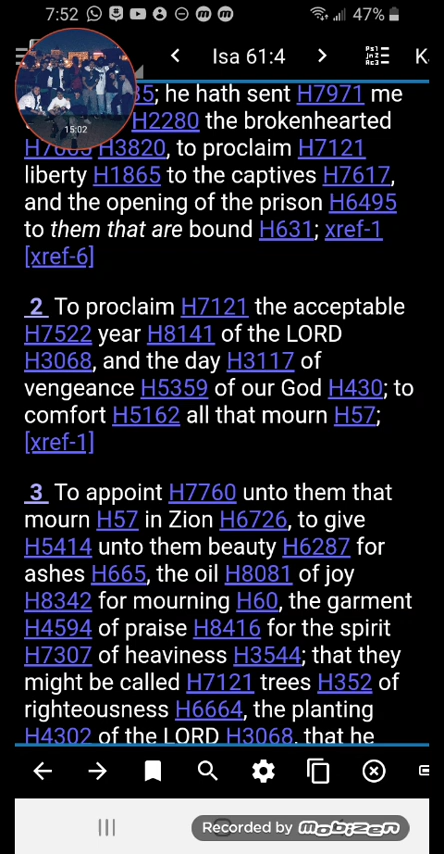 7:52 47%
Isa 61:4 K
35; he hath sent H7971 me
H2280 the brokenhearted
H3820, to proclaim H7121
liberty H1865 to the captives H7617,
and the opening of the prison H6495
to them that are bound H631; xref-1
[xref-6]
2 To proclaim H7121 the acceptable
H7522 year H8141 of the LORD
H3068, and the day H3117 of
vengeance H5359 of our God H430; to
comfort H5162 all that mourn H57;
[xref-1]
3 To appoint H7760 unto them that
mourn H57 in Zion H6726, to give
H5414 unto them beauty H6287 for
ashes H665, the oil H8081 of joy
H8342 for mourning H60, the garment
H4594 of praise H8416 for the spirit
H7307 of heaviness H3544; that they
might be called H7121 trees H352 of
righteousness H6664, the planting
H4302 of the LORD H3068, that he
15:02
Recorded by Mobizen